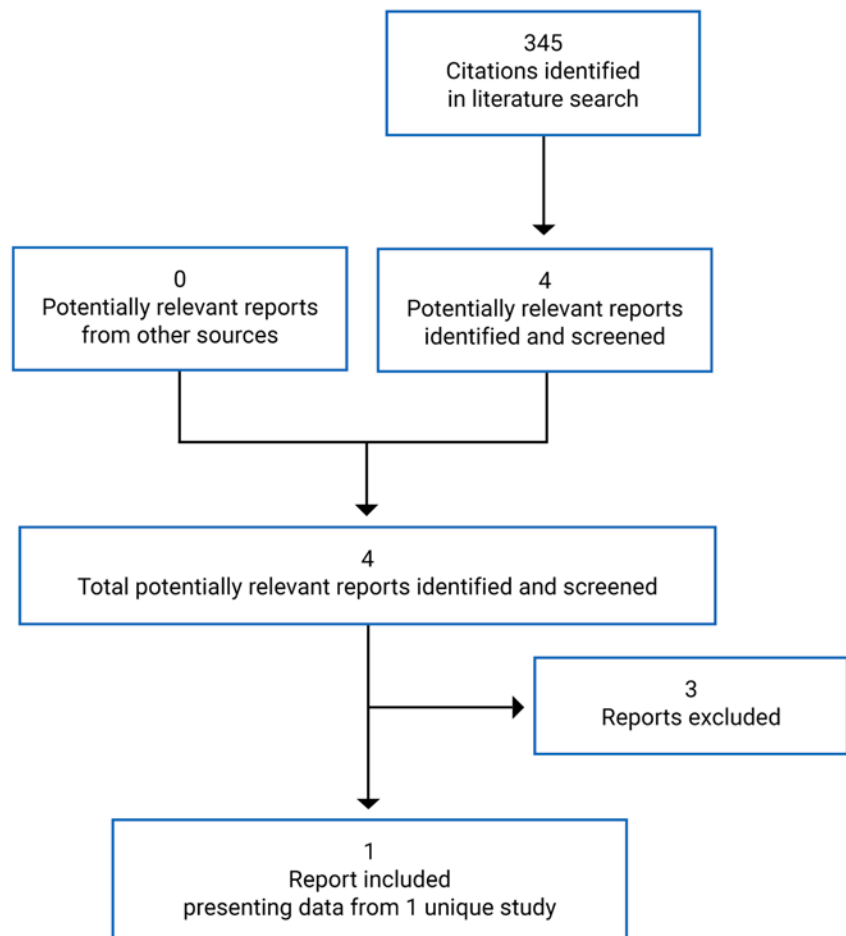 345
Citations identified
in literature search
0
Potentially relevant reports
from other sources
4
Potentially relevant reports
identified and screened
4
Total potentially relevant reports identified and screened
3
Reports excluded
1
Report included
presenting data from 1 unique study